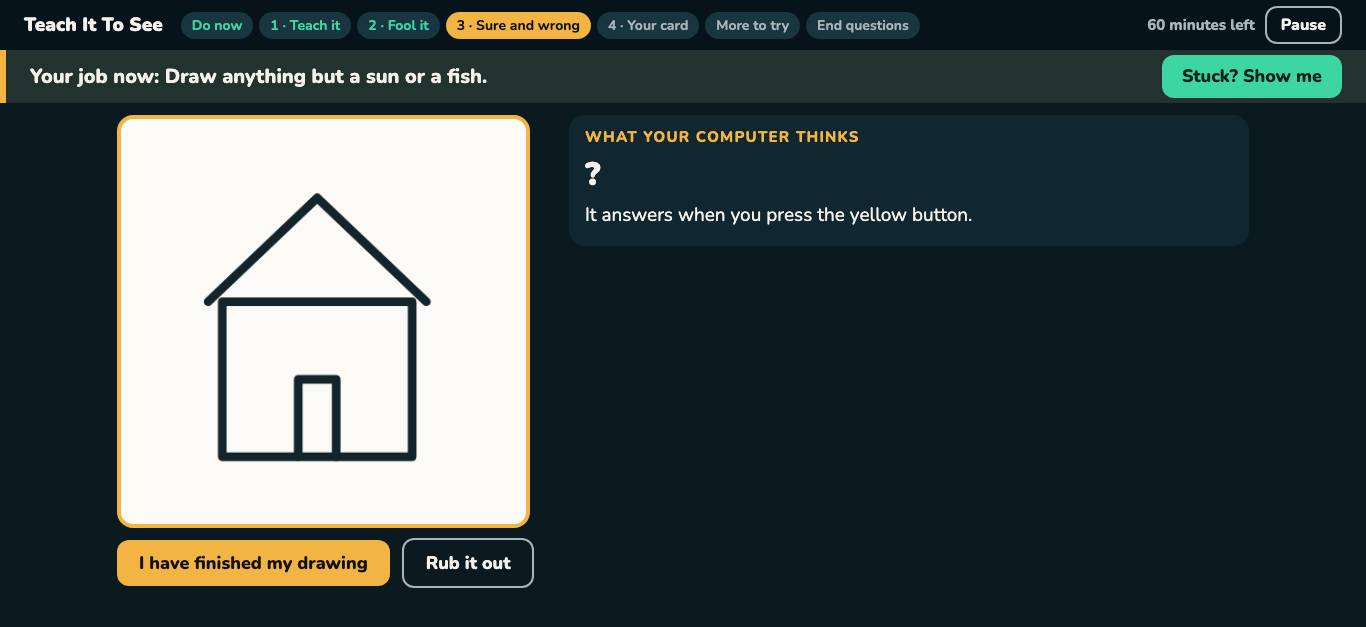 Teach It To See
Do now
1 · Teach it
2 · Fool it
3 · Sure and wrong
4 · Your card
More to try
End questions
60 minutes left
Pause
Your job now: Draw anything but a sun or a fish.
Stuck? Show me
WHAT YOUR COMPUTER THINKS
?
It answers when you press the yellow button.
I have finished my drawing
Rub it out